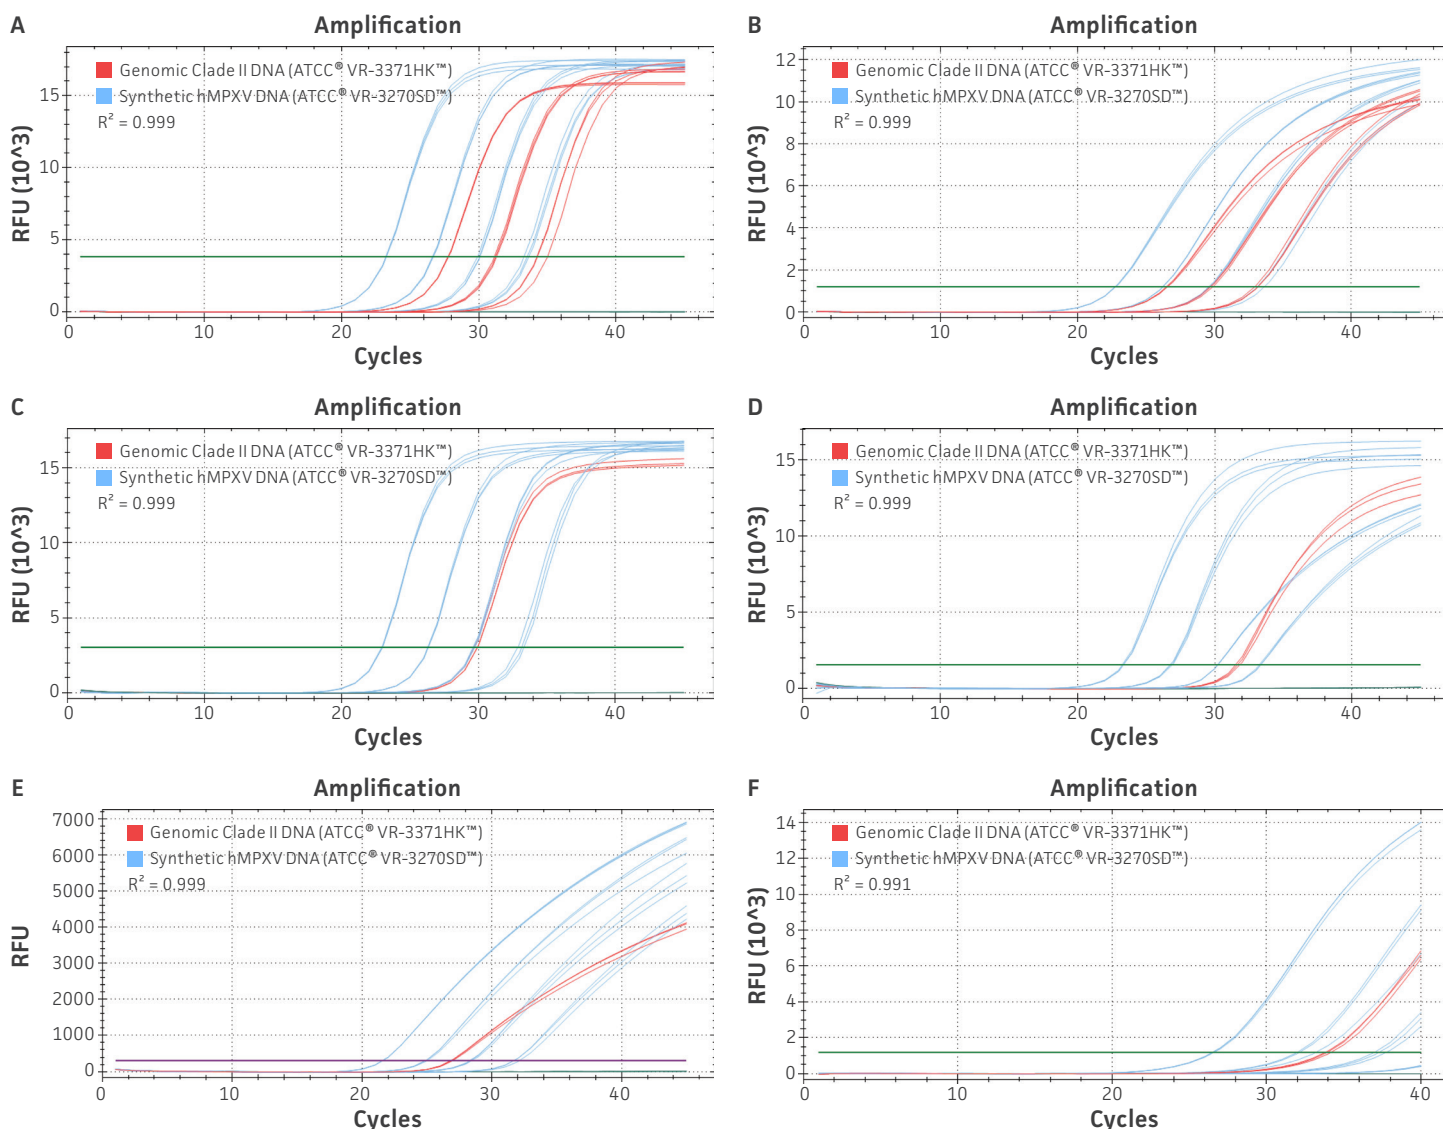 A
Amplification
Genomic Clade II DNA (ATCC® VR-3371HK™)
Synthetic hMPXV DNA (ATCC® VR-3270SD™)
R² = 0.999
RFU (10^3)
15
10
5
0
0 10 20 30 40
Cycles
B
Amplification
Genomic Clade II DNA (ATCC® VR-3371HK™)
Synthetic hMPXV DNA (ATCC® VR-3270SD™)
R² = 0.999
RFU (10^3)
12
10
8
6
4
2
0
0 10 20 30 40
Cycles
C
Amplification
Genomic Clade II DNA (ATCC® VR-3371HK™)
Synthetic hMPXV DNA (ATCC® VR-3270SD™)
R² = 0.999
RFU (10^3)
15
10
5
0
0 10 20 30 40
Cycles
D
Amplification
Genomic Clade II DNA (ATCC® VR-3371HK™)
Synthetic hMPXV DNA (ATCC® VR-3270SD™)
R² = 0.999
RFU (10^3)
15
10
5
0
0 10 20 30 40
Cycles
E
Amplification
Genomic Clade II DNA (ATCC® VR-3371HK™)
Synthetic hMPXV DNA (ATCC® VR-3270SD™)
R² = 0.999
RFU
7000
6000
5000
4000
3000
2000
1000
0
0 10 20 30 40
Cycles
F
Amplification
Genomic Clade II DNA (ATCC® VR-3371HK™)
Synthetic hMPXV DNA (ATCC® VR-3270SD™)
R² = 0.991
RFU (10^3)
14
12
10
8
6
4
2
0
0 10 20 30 40
Cycles